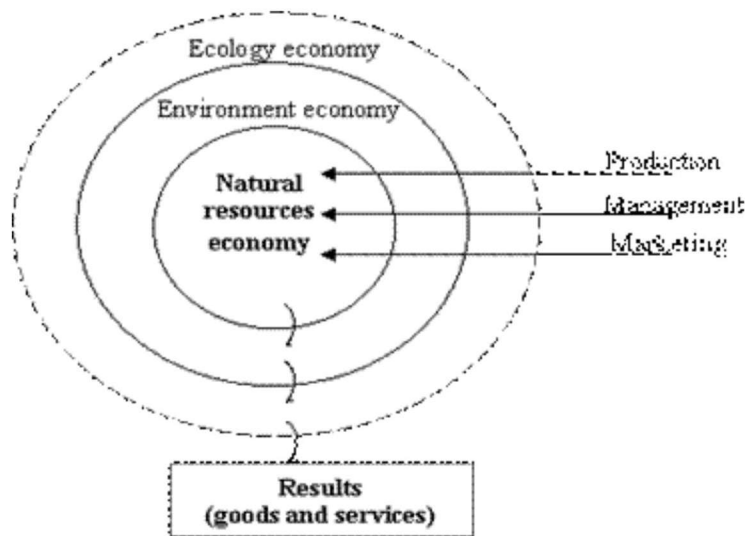 Ecology economy
Environment economy
Natural
resources
economy
Production
Management
Marketing
Results
(goods and services)